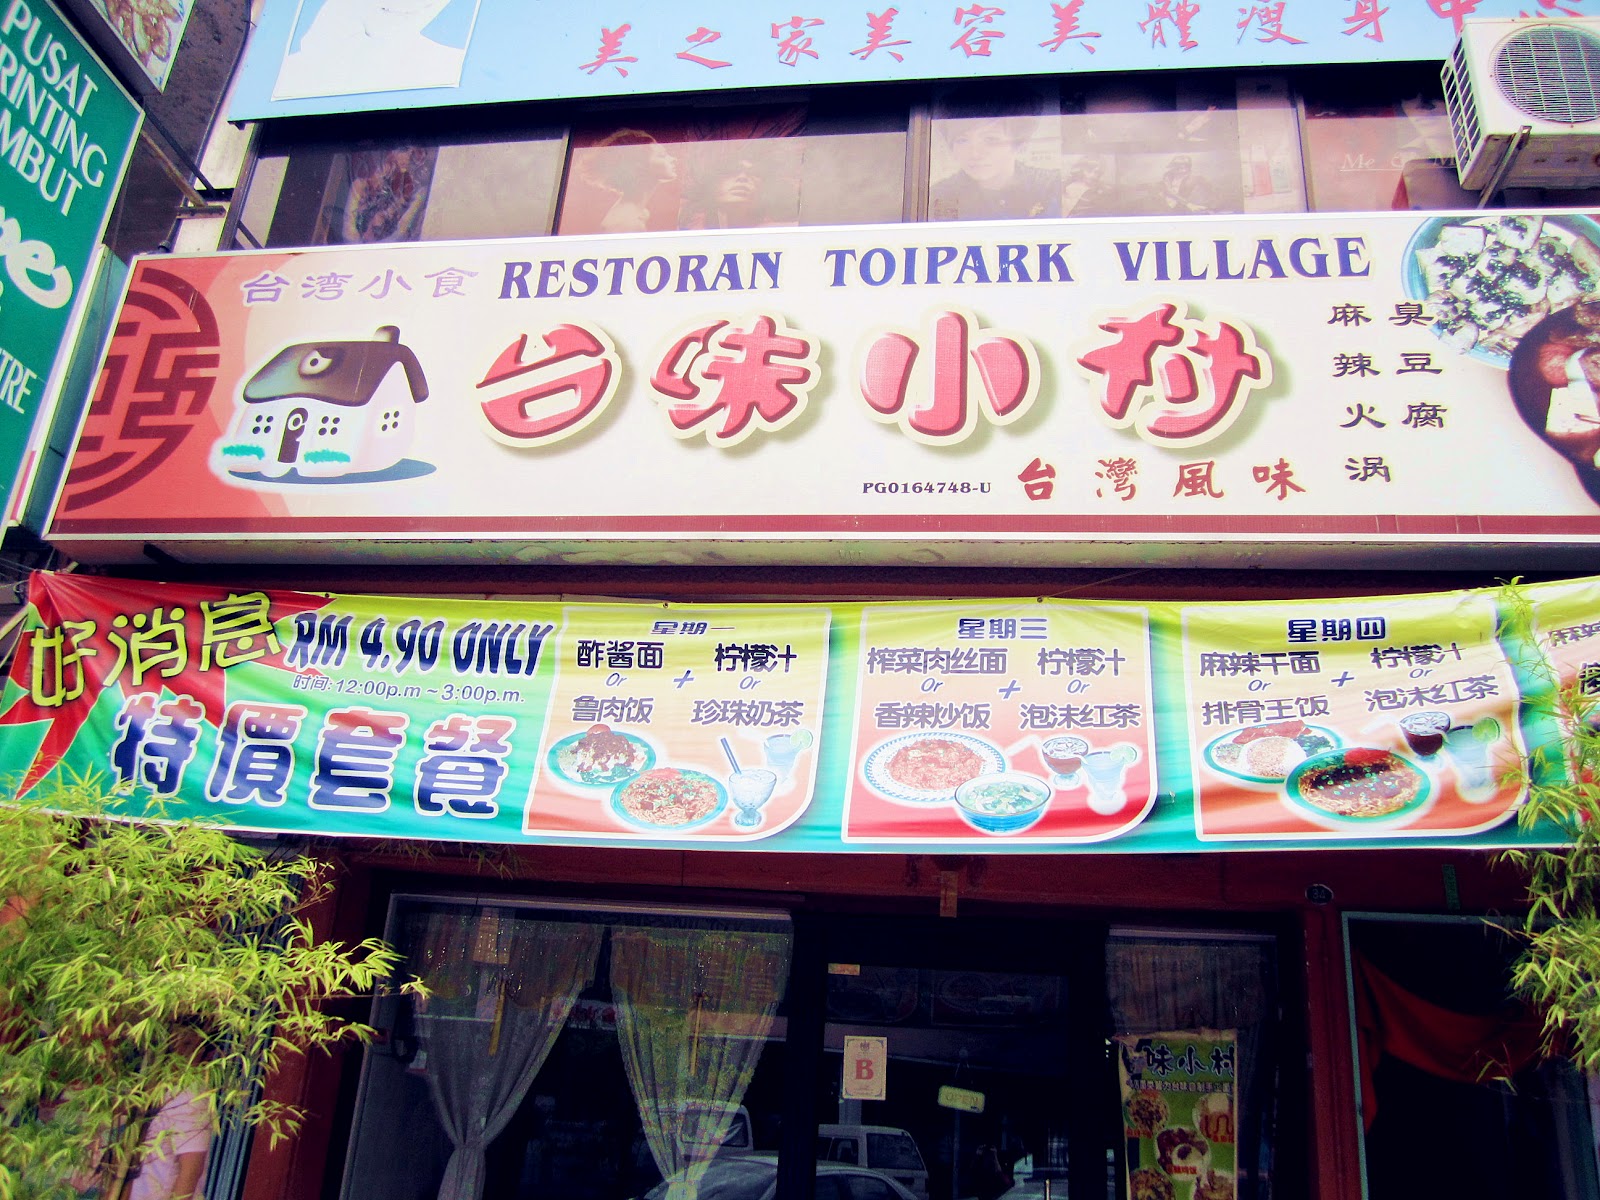 美之家美容美體瘦身中心
PUSAT
PRINTING
台湾小食 RESTORAN TOIPARK VILLAGE
台味小村
臭豆腐
麻辣火涡
PG0164748-U 台灣風味
好消息 RM 4.90 ONLY
时间:12:00p.m ~ 3:00p.m.
特價套餐
星期一
酢酱面 + 柠檬汁
Or Or
鲁肉饭 珍珠奶茶
星期三
榨菜肉丝面 + 柠檬汁
Or Or
香辣炒饭 泡沫红茶
星期四
麻辣干面 + 柠檬汁
Or Or
排骨王饭 泡沫红茶
麻辣
B
OPEN
味小村